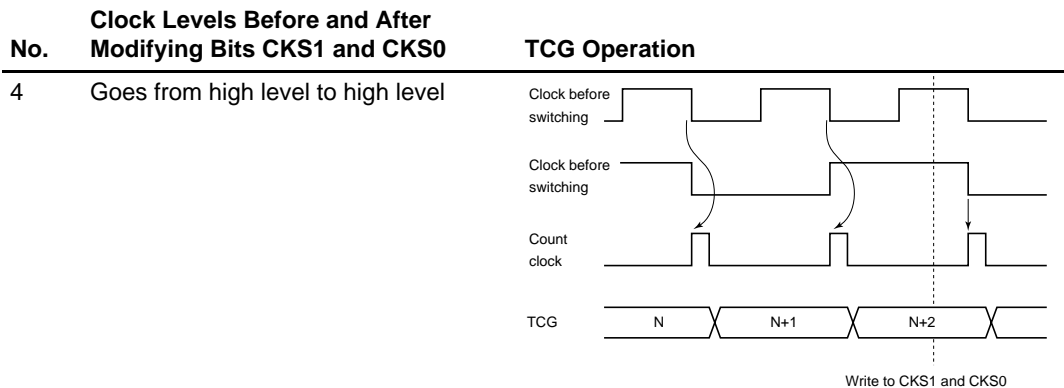 Clock Levels Before and After
No. Modifying Bits CKS1 and CKS0 TCG Operation
4 Goes from high level to high level
Clock before
switching
Clock before
switching
Count
clock
TCG N N+1 N+2
Write to CKS1 and CKS0